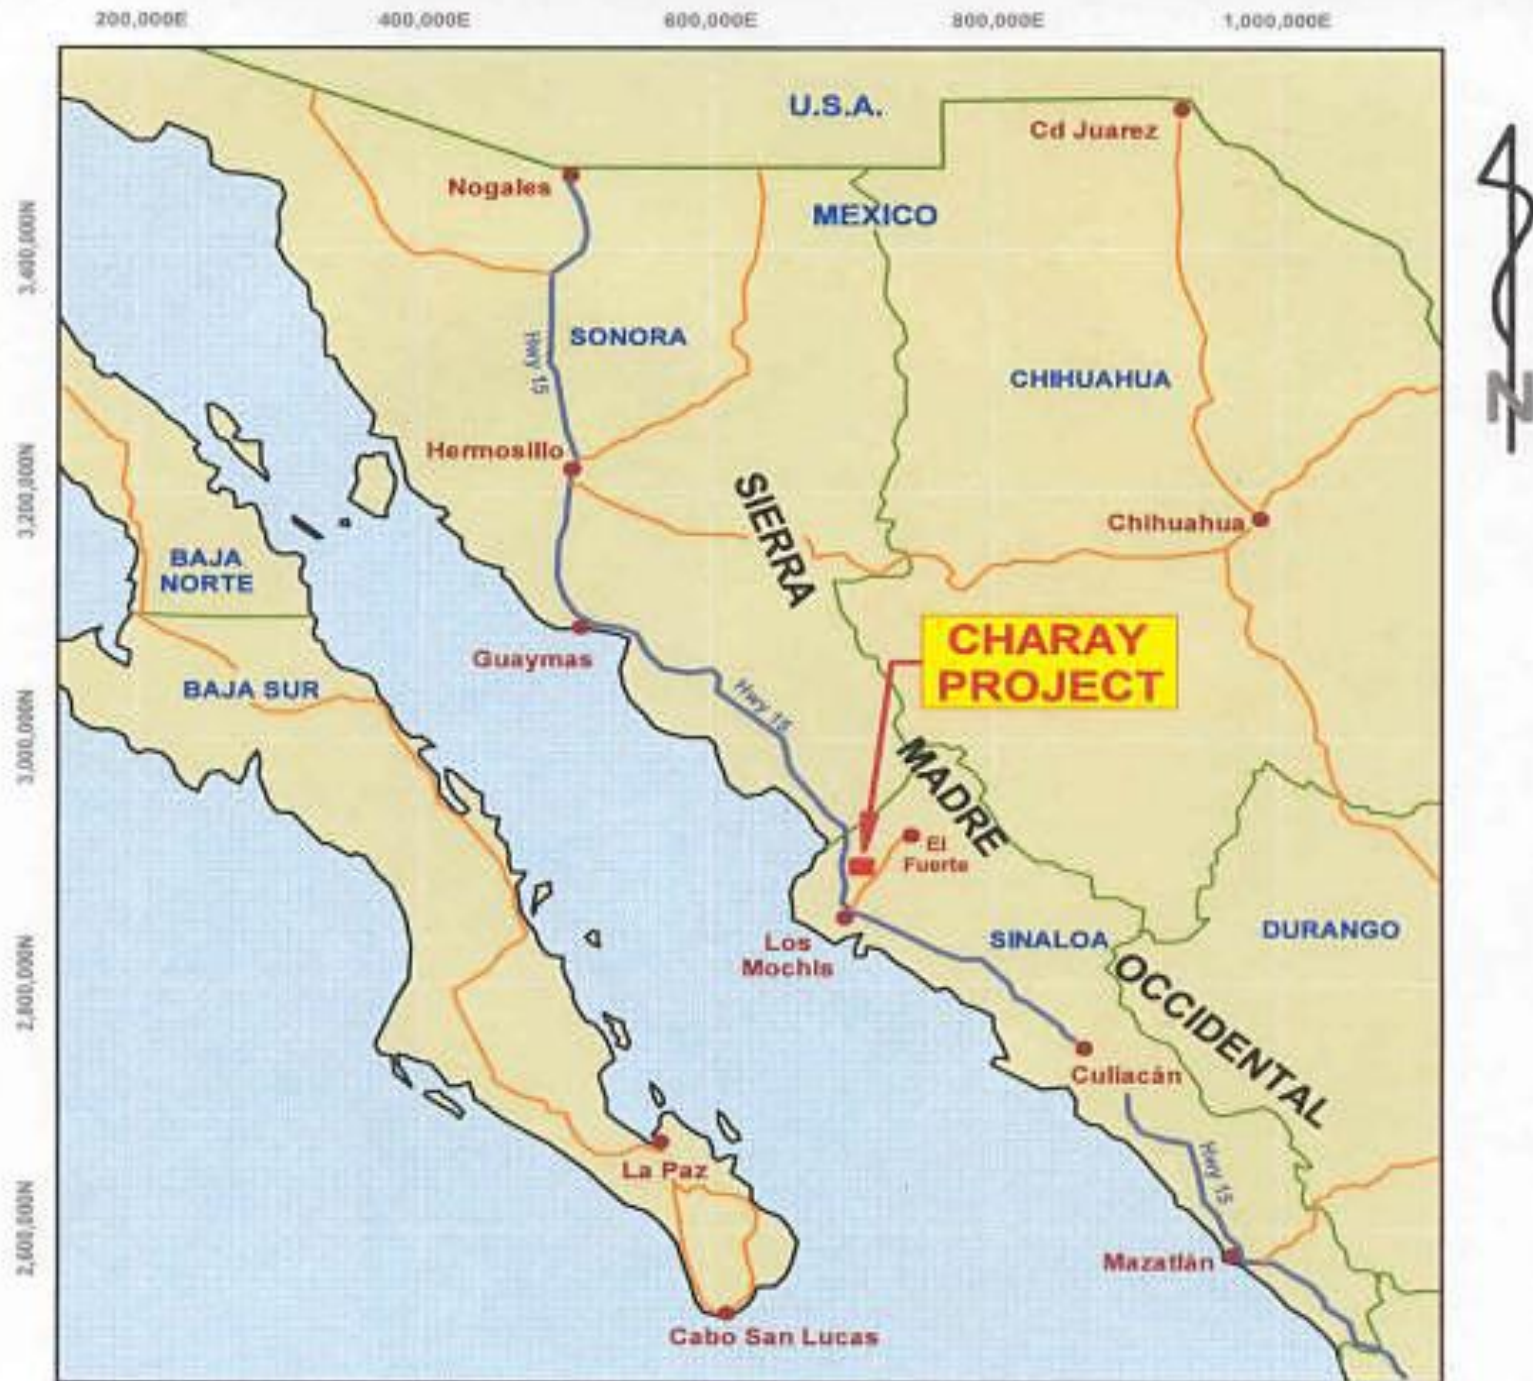 200,000E 400,000E 600,000E 800,000E 1,000,000E
U.S.A.
Cd Juarez
Nogales
MEXICO
3,400,000N
SONORA
Hwy 15
CHIHUAHUA
Hermosillo
3,200,000N
SIERRA
Chihuahua
BAJA
NORTE
CHARAY
PROJECT
Guaymas
BAJA SUR
Hwy 15
3,000,000N
MADRE
El
Fuerte
Los
Mochis
SINALOA
DURANGO
2,800,000N
OCCIDENTAL
Culiacán
La Paz
Hwy 15
2,600,000N
Mazatlán
Cabo San Lucas
N